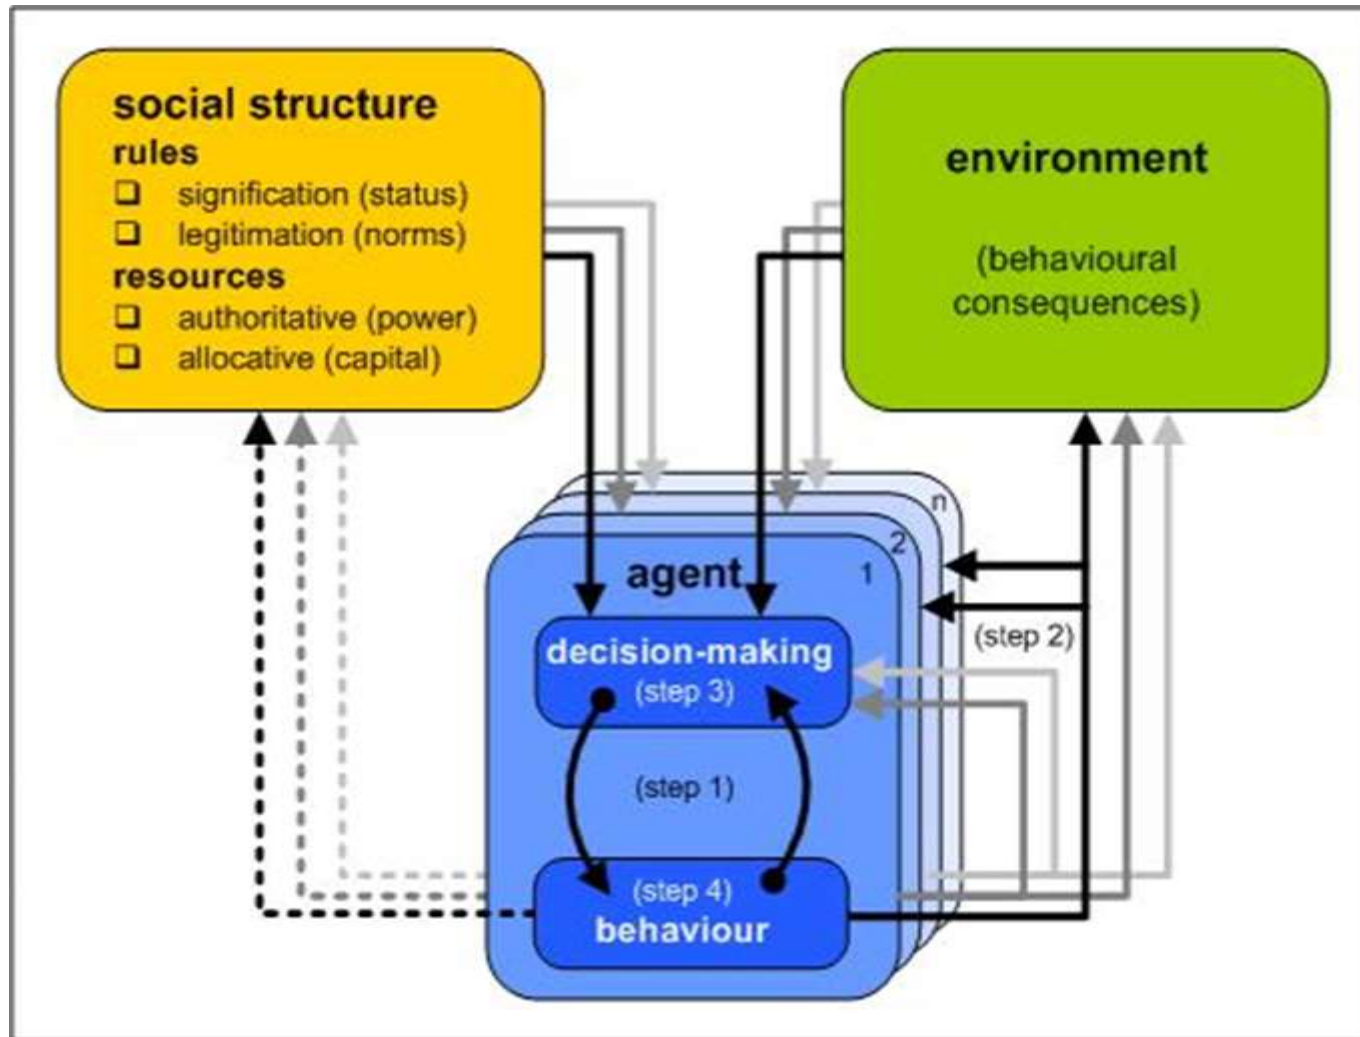 social structure
rules
❑ signification (status)
❑ legitimation (norms)
resources
❑ authoritative (power)
❑ allocative (capital)
environment
(behavioural
consequences)
n
2
1
agent
decision-making
(step 3)
(step 2)
(step 1)
(step 4)
behaviour